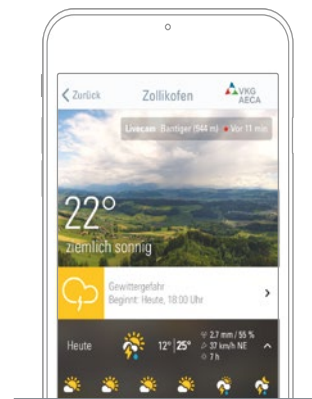 Zurück
Zollikofen
VKG
AECA
Livecam Bantiger (944 m) Vor 11 min
22°
ziemlich sonnig
Gewittergefahr
Beginnt: Heute, 18:00 Uhr
Heute
12° | 25°
2.7 mm / 55 %
37 km/h NE
7 h